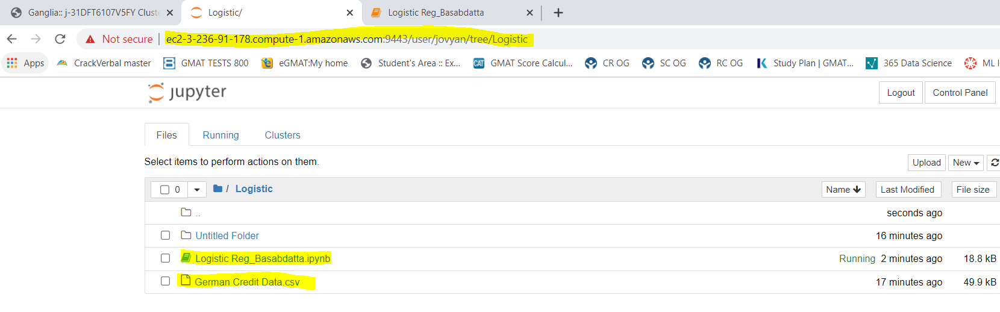 Ganglia:: j-31DFT6107V5FY Cluste
Logistic/
Logistic Reg_Basabdatta
Not secure
ec2-3-236-91-178.compute-1.amazonaws.com:9443/user/jovyan/tree/Logistic
Apps
CrackVerbal master
GMAT TESTS 800
eGMAT:My home
Student's Area :: Ex...
CAT
GMAT Score Calcul...
CR OG
SC OG
RC OG
Study Plan | GMAT...
365 Data Science
ML I
jupyter
Logout
Control Panel
Files
Running
Clusters
Select items to perform actions on them.
Upload
New
0
/ Logistic
Name
Last Modified
File size
..
seconds ago
Untitled Folder
16 minutes ago
Logistic Reg_Basabdatta.ipynb
Running 2 minutes ago
18.8 kB
German Credit Data.csv
17 minutes ago
49.9 kB